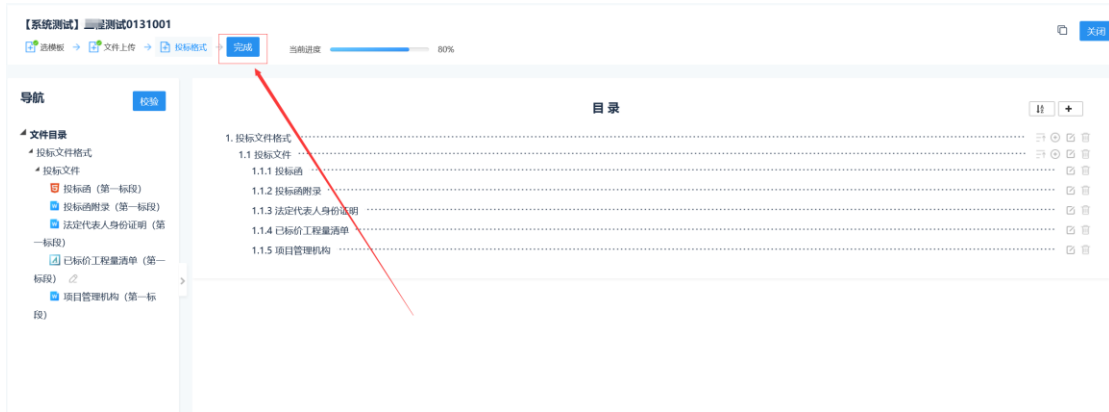 【系统测试】 程测试0131001
关闭
选模板 → 文件上传 → 投标格式 → 完成 当前进度 80%
导航 校验
目录
文件目录
投标文件格式
投标文件
投标函（第一标段）
投标函附录（第一标段）
法定代表人身份证明（第
一标段）
已标价工程量清单（第一
标段）
项目管理机构（第一标
段）
1. 投标文件格式
1.1 投标文件
1.1.1 投标函
1.1.2 投标函附录
1.1.3 法定代表人身份证明
1.1.4 已标价工程量清单
1.1.5 项目管理机构